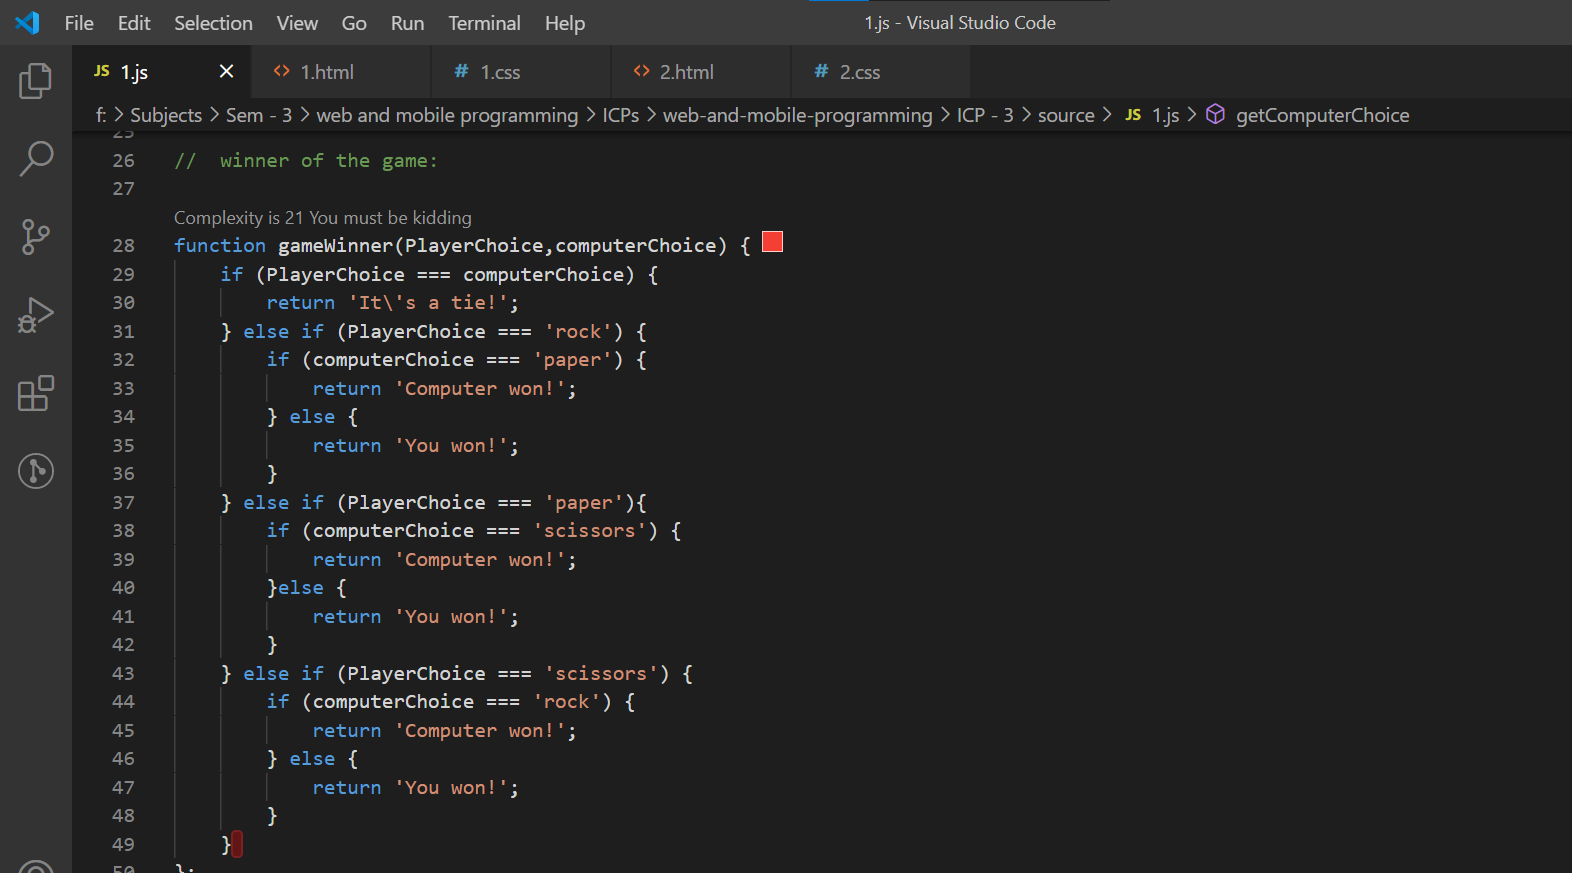 File Edit Selection View Go Run Terminal Help 1.js - Visual Studio Code
JS 1.js × <> 1.html # 1.css <> 2.html # 2.css
f: > Subjects > Sem - 3 > web and mobile programming > ICPs > web-and-mobile-programming > ICP - 3 > source > JS 1.js > getComputerChoice
25
26 //  winner of the game:
27
Complexity is 21 You must be kidding
28 function gameWinner(PlayerChoice,computerChoice) {
29     if (PlayerChoice === computerChoice) {
30         return 'It\'s a tie!';
31     } else if (PlayerChoice === 'rock') {
32         if (computerChoice === 'paper') {
33             return 'Computer won!';
34         } else {
35             return 'You won!';
36         }
37     } else if (PlayerChoice === 'paper'){
38         if (computerChoice === 'scissors') {
39             return 'Computer won!';
40         }else {
41             return 'You won!';
42         }
43     } else if (PlayerChoice === 'scissors') {
44         if (computerChoice === 'rock') {
45             return 'Computer won!';
46         } else {
47             return 'You won!';
48         }
49     }
50 };